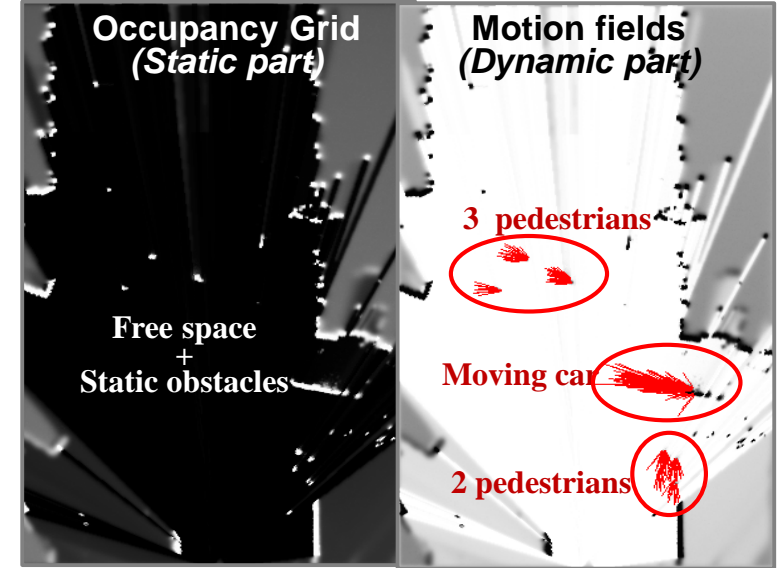 Occupancy Grid
(Static part)
Free space
+
Static obstacles
Motion fields
(Dynamic part)
3 pedestrians
Moving car
2 pedestrians